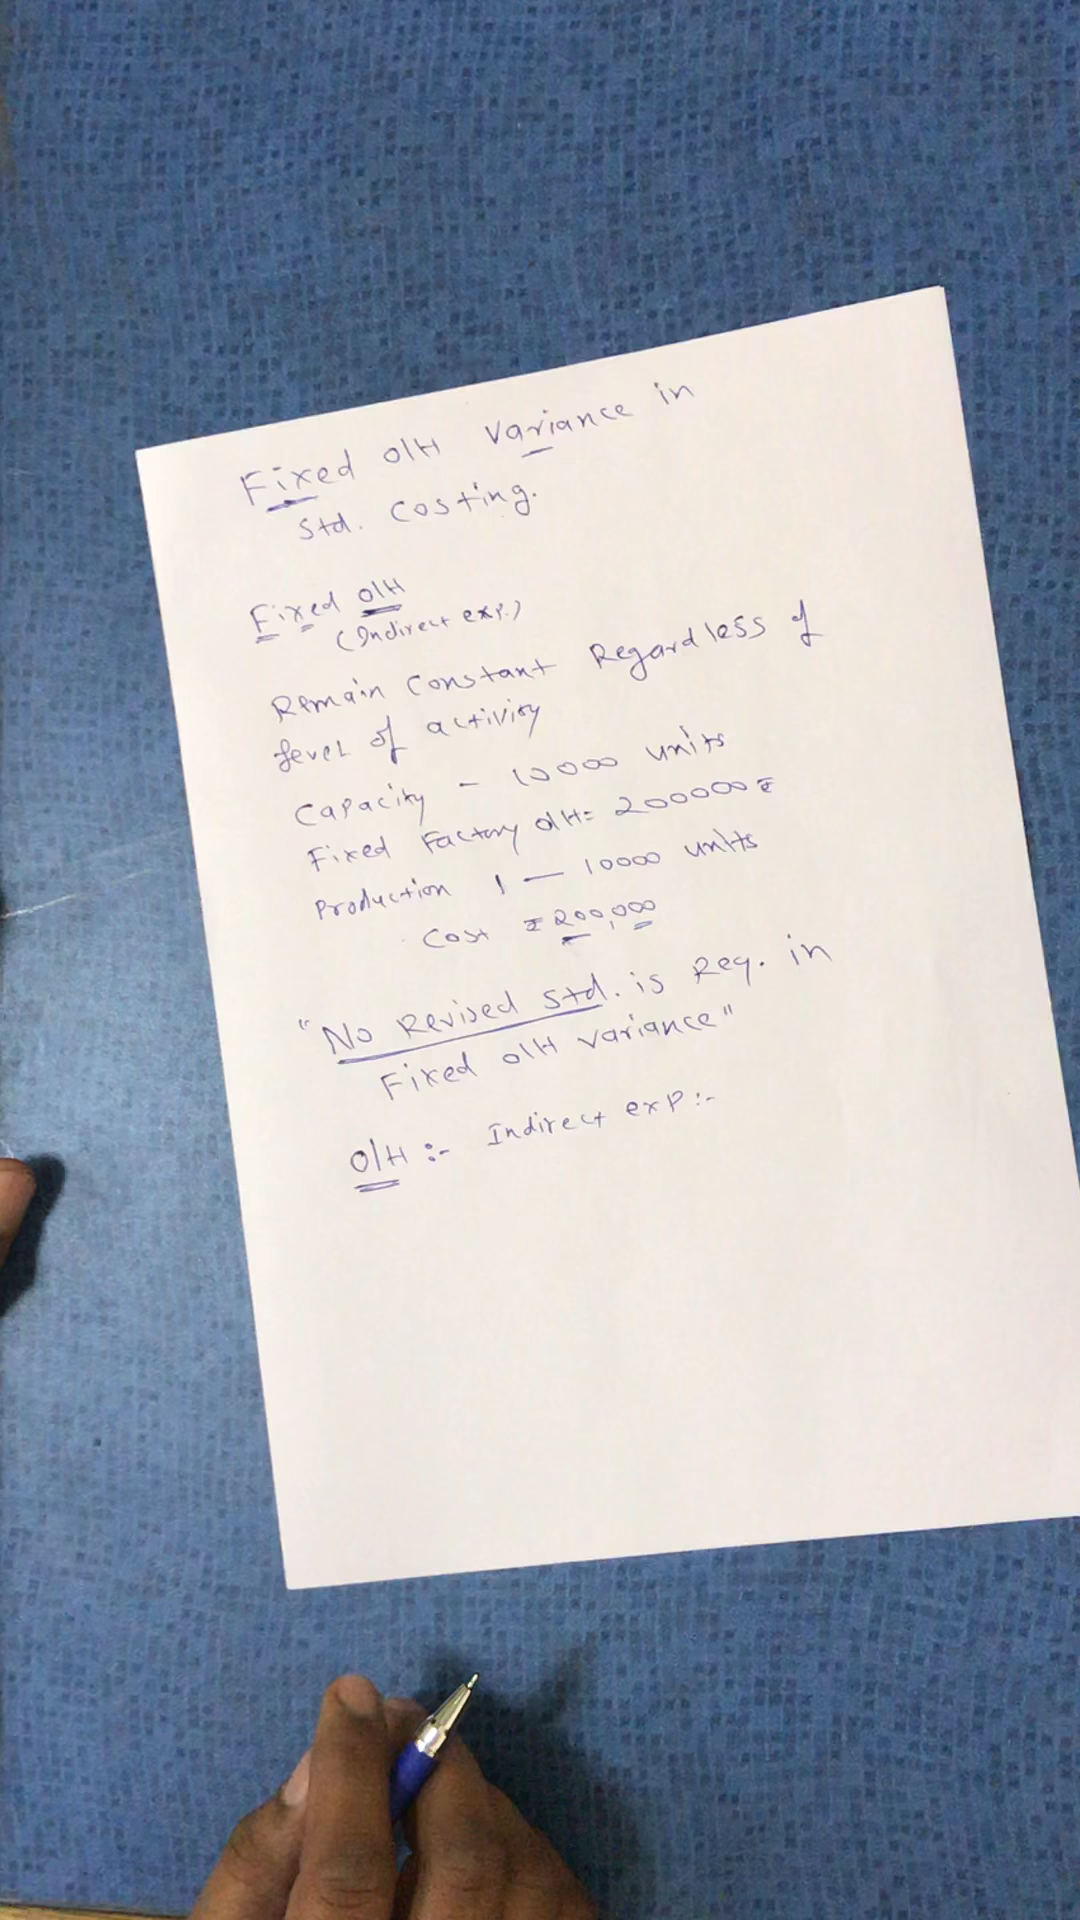 Fixed O/H Variance in
Std. Costing.
Fixed O/H
(Indirect exp.)
Remain Constant Regardless of
level of activity
Capacity - 10000 units
Fixed Factory O/H= 200000 ₹
Production 1 — 10000 units
Cost ₹ 200,000
"No Revised Std. is Req. in
Fixed O/H variance"
O/H :- Indirect exp :-